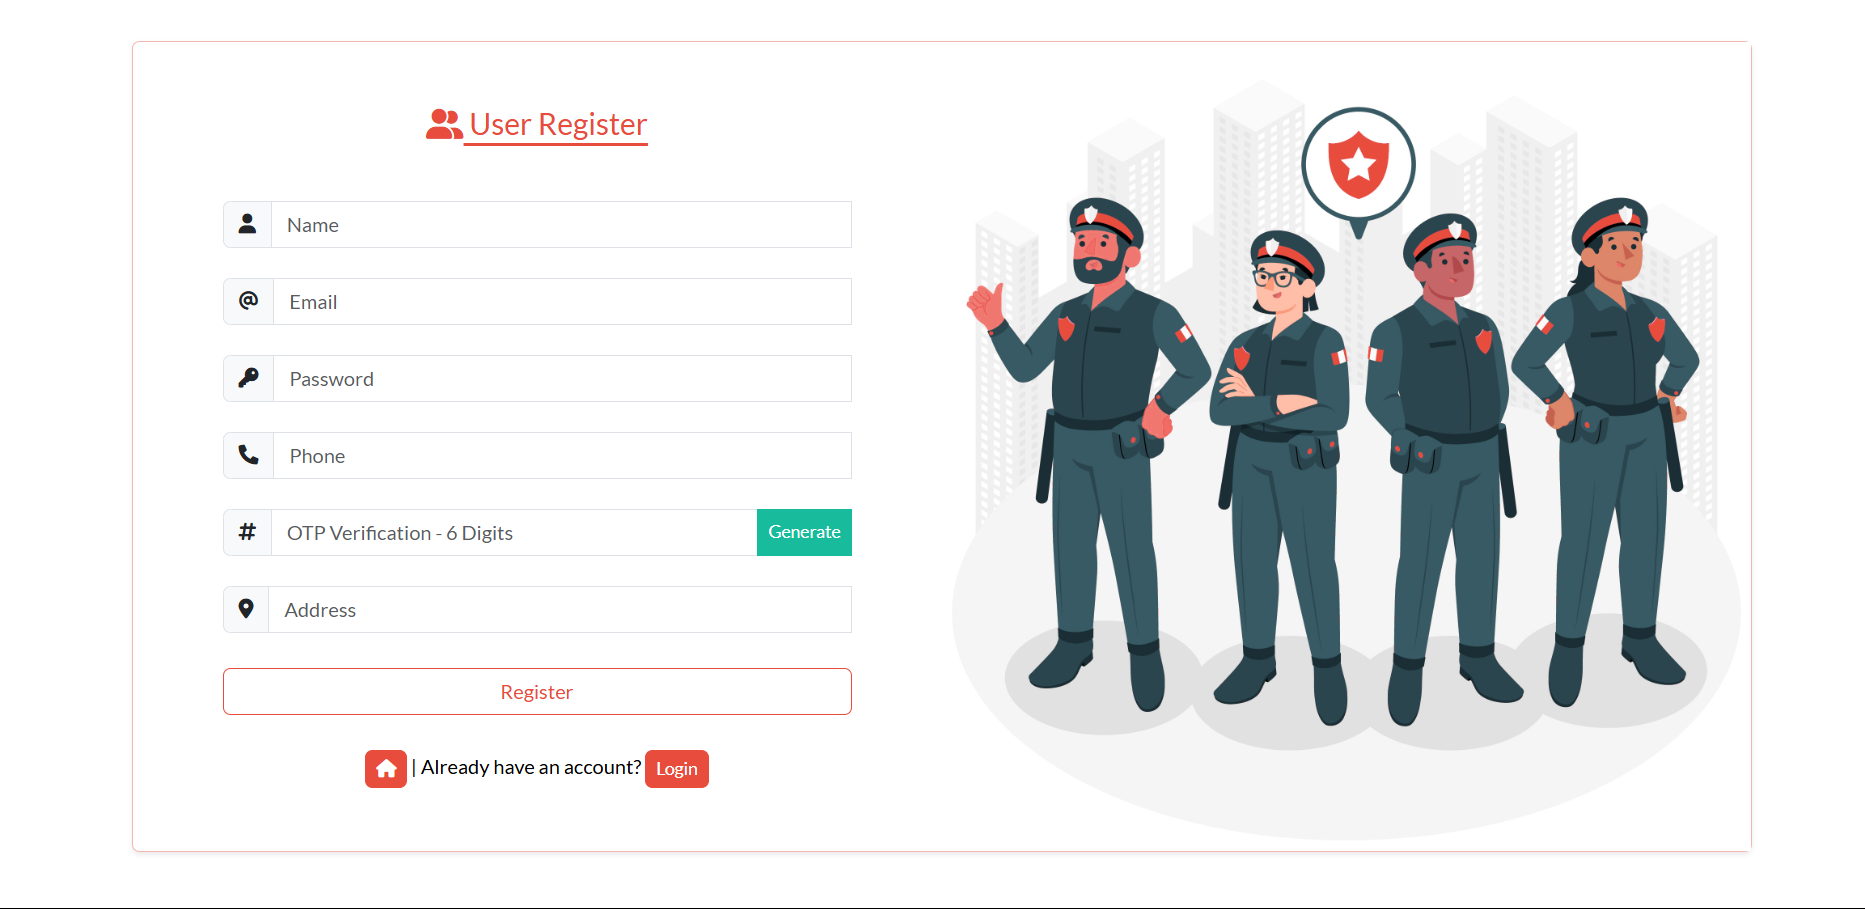 User Register
Name
@ Email
Password
Phone
# OTP Verification - 6 Digits Generate
Address
Register
| Already have an account? Login